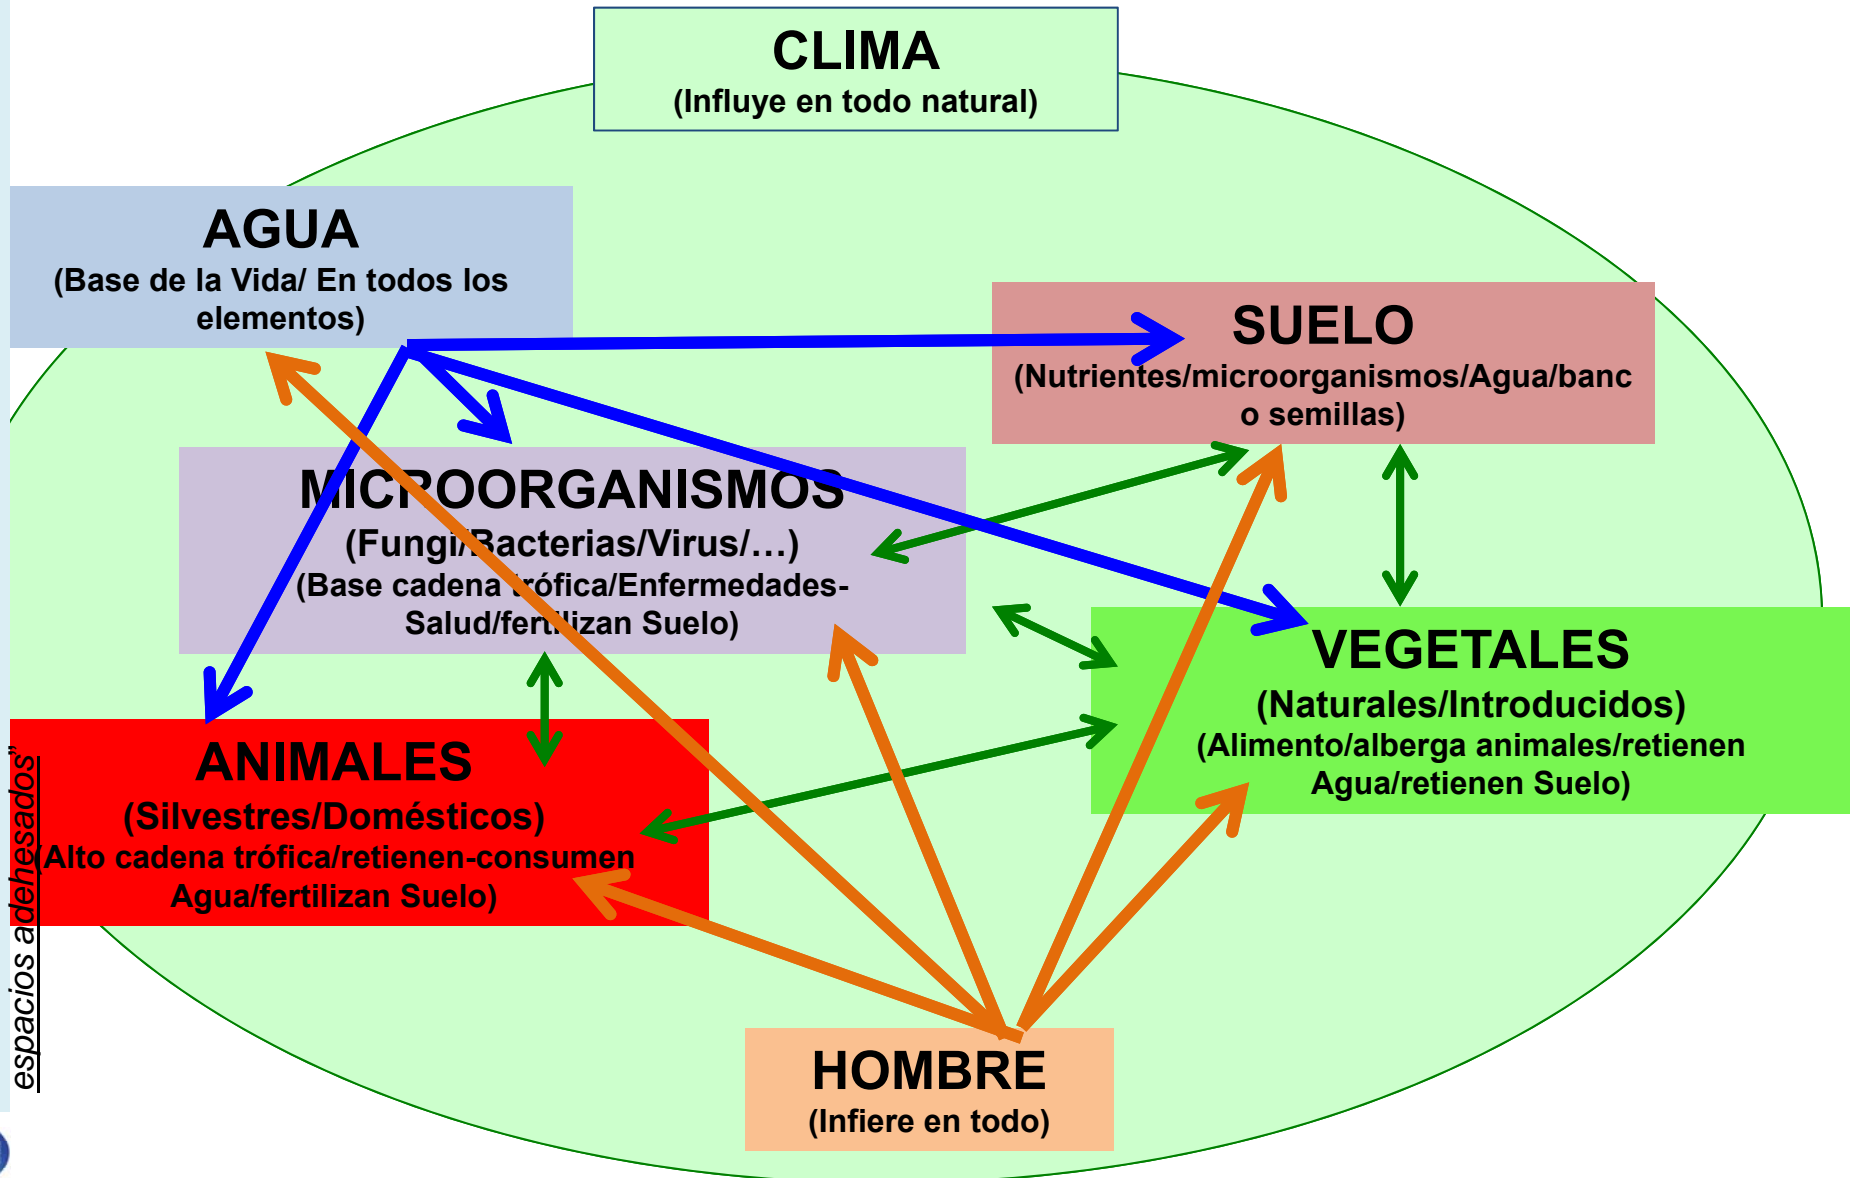 CLIMA
(Influye en todo natural)
AGUA
(Base de la Vida/ En todos los
elementos)
SUELO
(Nutrientes/microorganismos/Agua/banc
o semillas)
MICROORGANISMOS
(Fungi/Bacterias/Virus/…)
(Base cadena trófica/Enfermedades-
Salud/fertilizan Suelo)
VEGETALES
(Naturales/Introducidos)
(Alimento/alberga animales/retienen
Agua/retienen Suelo)
ANIMALES
(Silvestres/Domésticos)
(Alto cadena trófica/retienen-consumen
Agua/fertilizan Suelo)
HOMBRE
(Infiere en todo)
espacios adehesados”